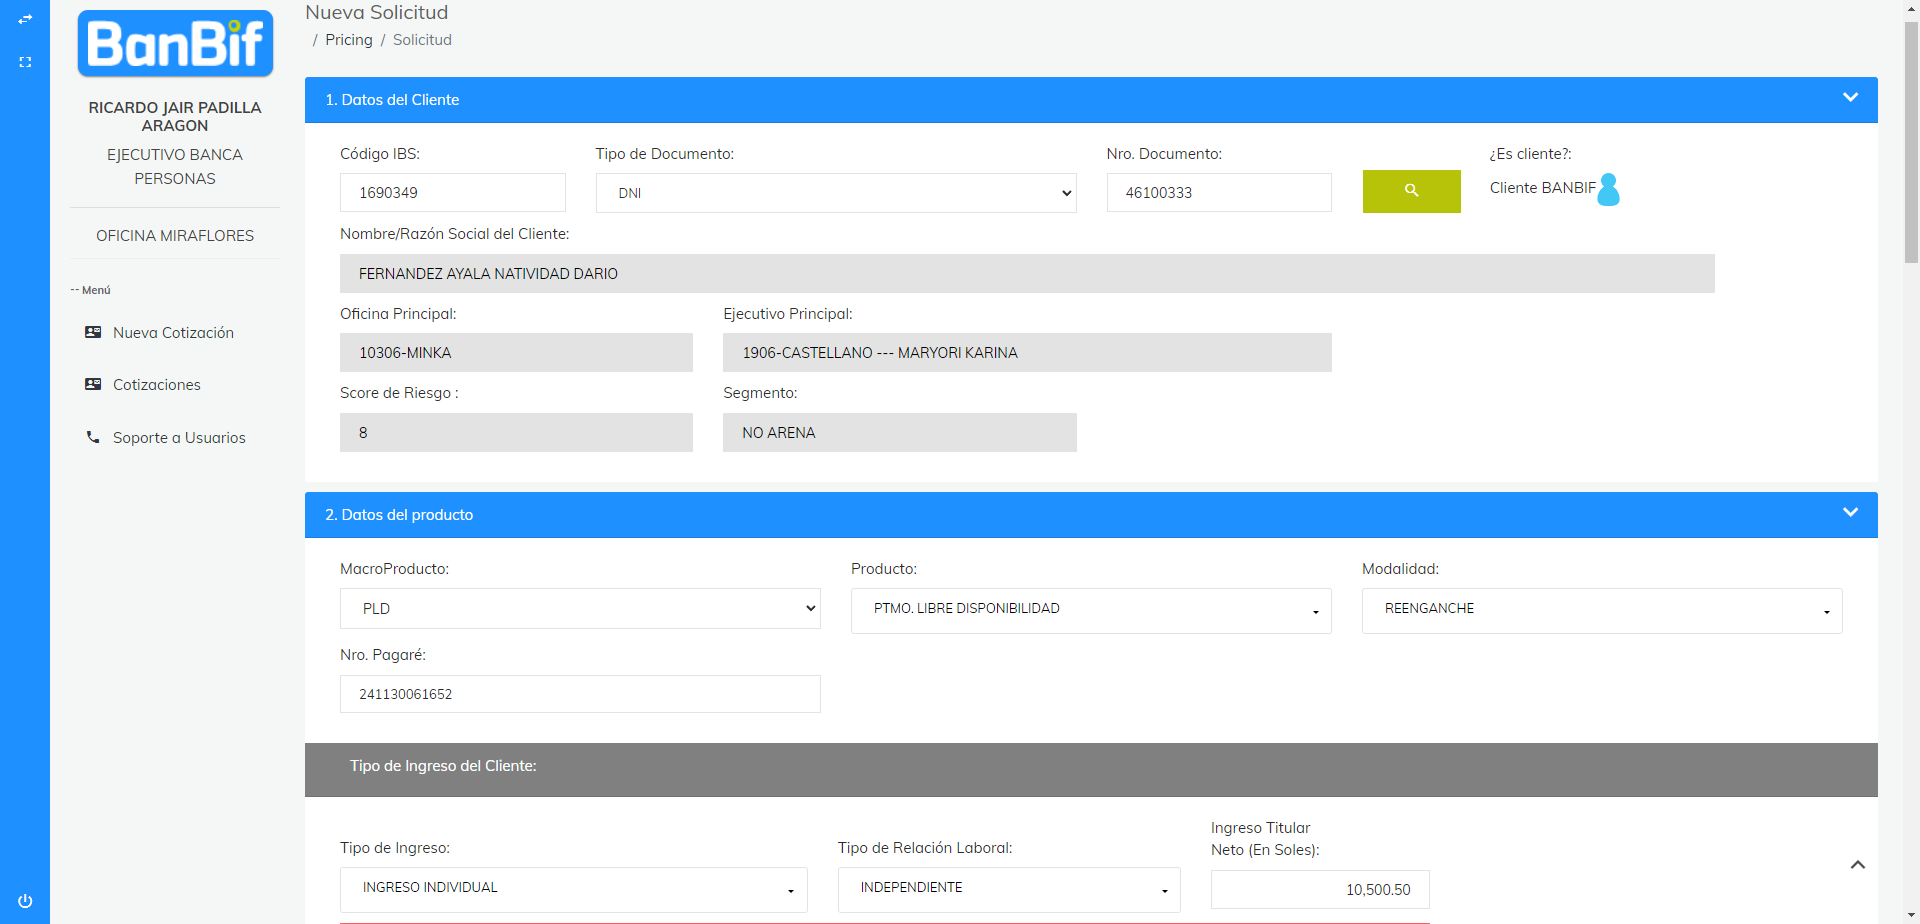 BanBif
RICARDO JAIR PADILLA
ARAGON
EJECUTIVO BANCA
PERSONAS
OFICINA MIRAFLORES
-- Menú
Nueva Cotización
Cotizaciones
Soporte a Usuarios
Nueva Solicitud
/ Pricing / Solicitud
1. Datos del Cliente
Código IBS:
Tipo de Documento:
Nro. Documento:
¿Es cliente?:
1690349
DNI
46100333
Cliente BANBIF
Nombre/Razón Social del Cliente:
FERNANDEZ AYALA NATIVIDAD DARIO
Oficina Principal:
Ejecutivo Principal:
10306-MINKA
1906-CASTELLANO --- MARYORI KARINA
Score de Riesgo :
Segmento:
8
NO ARENA
2. Datos del producto
MacroProducto:
Producto:
Modalidad:
PLD
PTMO. LIBRE DISPONIBILIDAD
REENGANCHE
Nro. Pagaré:
241130061652
Tipo de Ingreso del Cliente:
Tipo de Ingreso:
Tipo de Relación Laboral:
Ingreso Titular
Neto (En Soles):
INGRESO INDIVIDUAL
INDEPENDIENTE
10,500.50